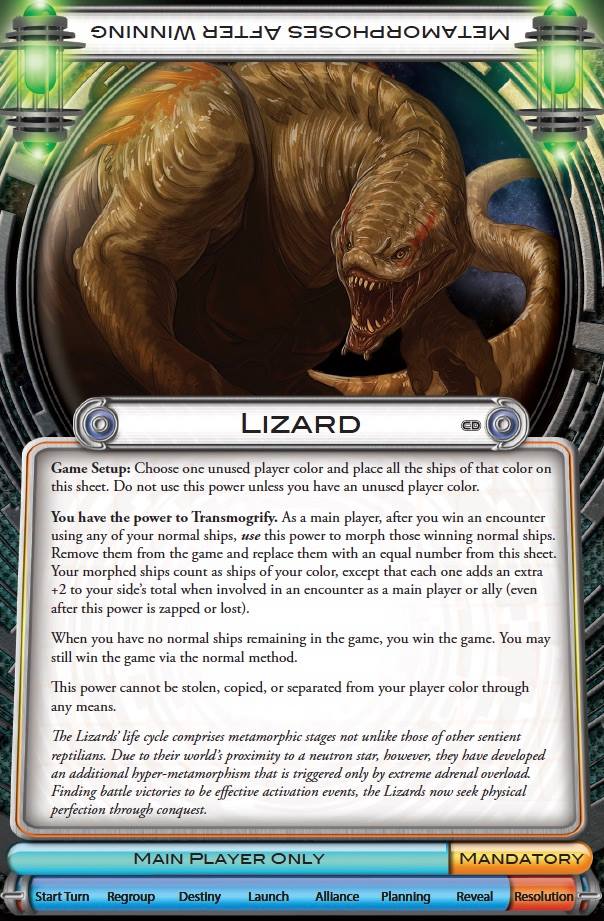 METAMORPHOSES AFTER WINNING
LIZARD
CD
Game Setup: Choose one unused player color and place all the ships of that color on
this sheet. Do not use this power unless you have an unused player color.
You have the power to Transmogrify. As a main player, after you win an encounter
using any of your normal ships, use this power to morph those winning normal ships.
Remove them from the game and replace them with an equal number from this sheet.
Your morphed ships count as ships of your color, except that each one adds an extra
+2 to your side's total when involved in an encounter as a main player or ally (even
after this power is zapped or lost).
When you have no normal ships remaining in the game, you win the game. You may
still win the game via the normal method.
This power cannot be stolen, copied, or separated from your player color through
any means.
The Lizards' life cycle comprises metamorphic stages not unlike those of other sentient
reptilians. Due to their world's proximity to a neutron star, however, they have developed
an additional hyper-metamorphism that is triggered only by extreme adrenal overload.
Finding battle victories to be effective activation events, the Lizards now seek physical
perfection through conquest.
MAIN PLAYER ONLY MANDATORY
Start Turn Regroup Destiny Launch Alliance Planning Reveal Resolution